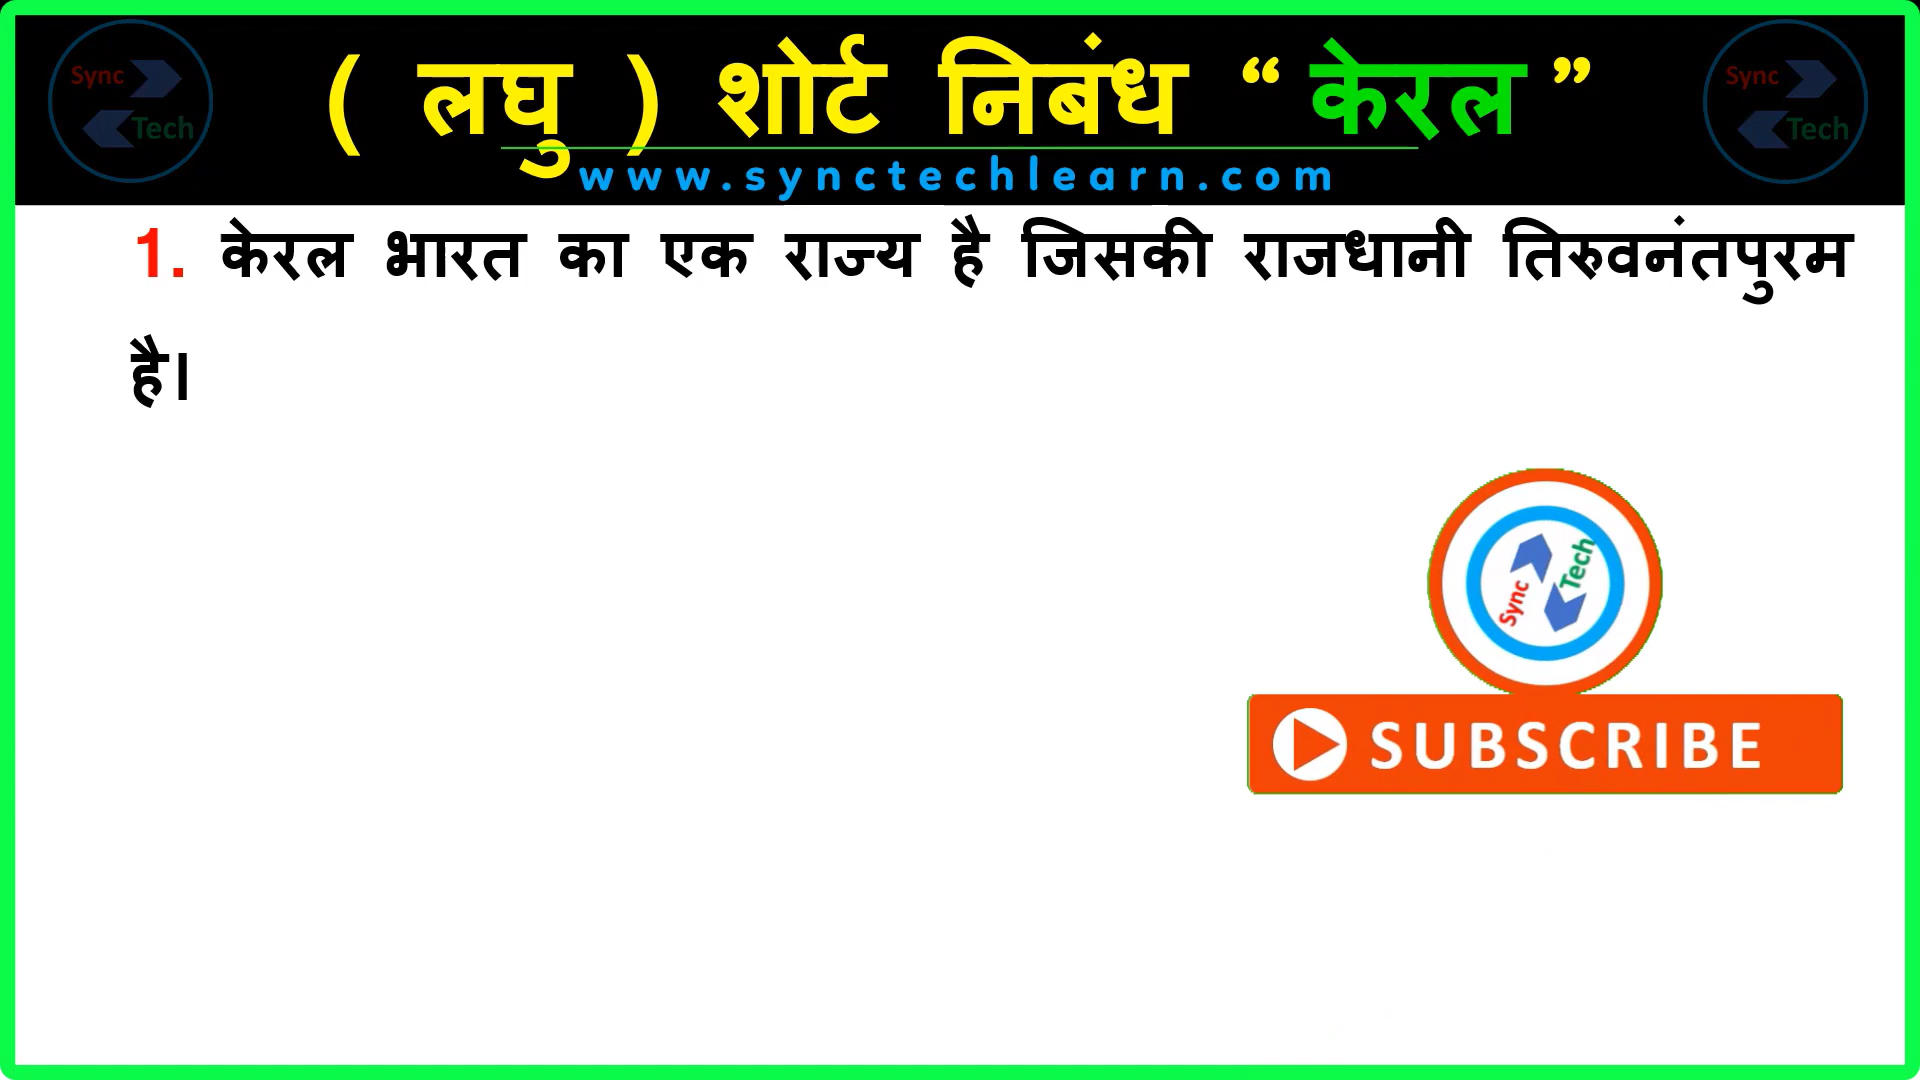 Sync
Tech
( लघु ) शोर्ट निबंध “ केरल ”
Sync
Tech
www.synctechlearn.com
1. केरल भारत का एक राज्य है जिसकी राजधानी तिरुवनंतपुरम
है।
Sync
Tech
SUBSCRIBE